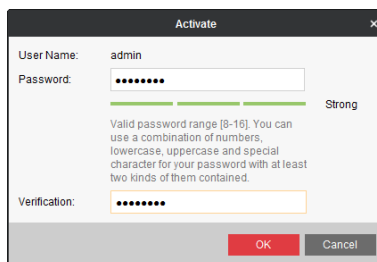 Activate ×
User Name: admin
Password: ••••••••
Strong
Valid password range [8-16]. You can
use a combination of numbers,
lowercase, uppercase and special
character for your password with at least
two kinds of them contained.
Verification: ••••••••
OK Cancel